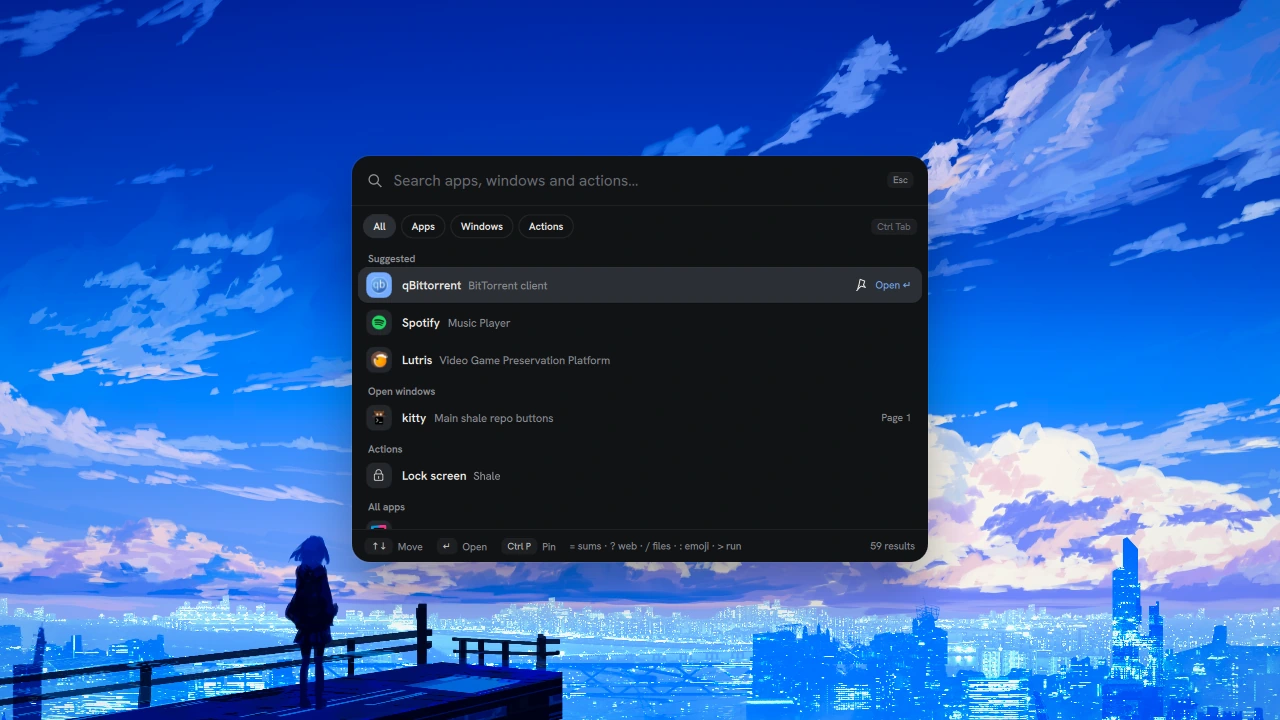 Search apps, windows and actions... Esc
All Apps Windows Actions Ctrl Tab
Suggested
qb qBittorrent BitTorrent client Open ↵
Spotify Music Player
Lutris Video Game Preservation Platform
Open windows
kitty Main shale repo buttons Page 1
Actions
Lock screen Shale
All apps
↑↓ Move ↵ Open Ctrl P Pin = sums · ? web · / files · : emoji · > run 59 results